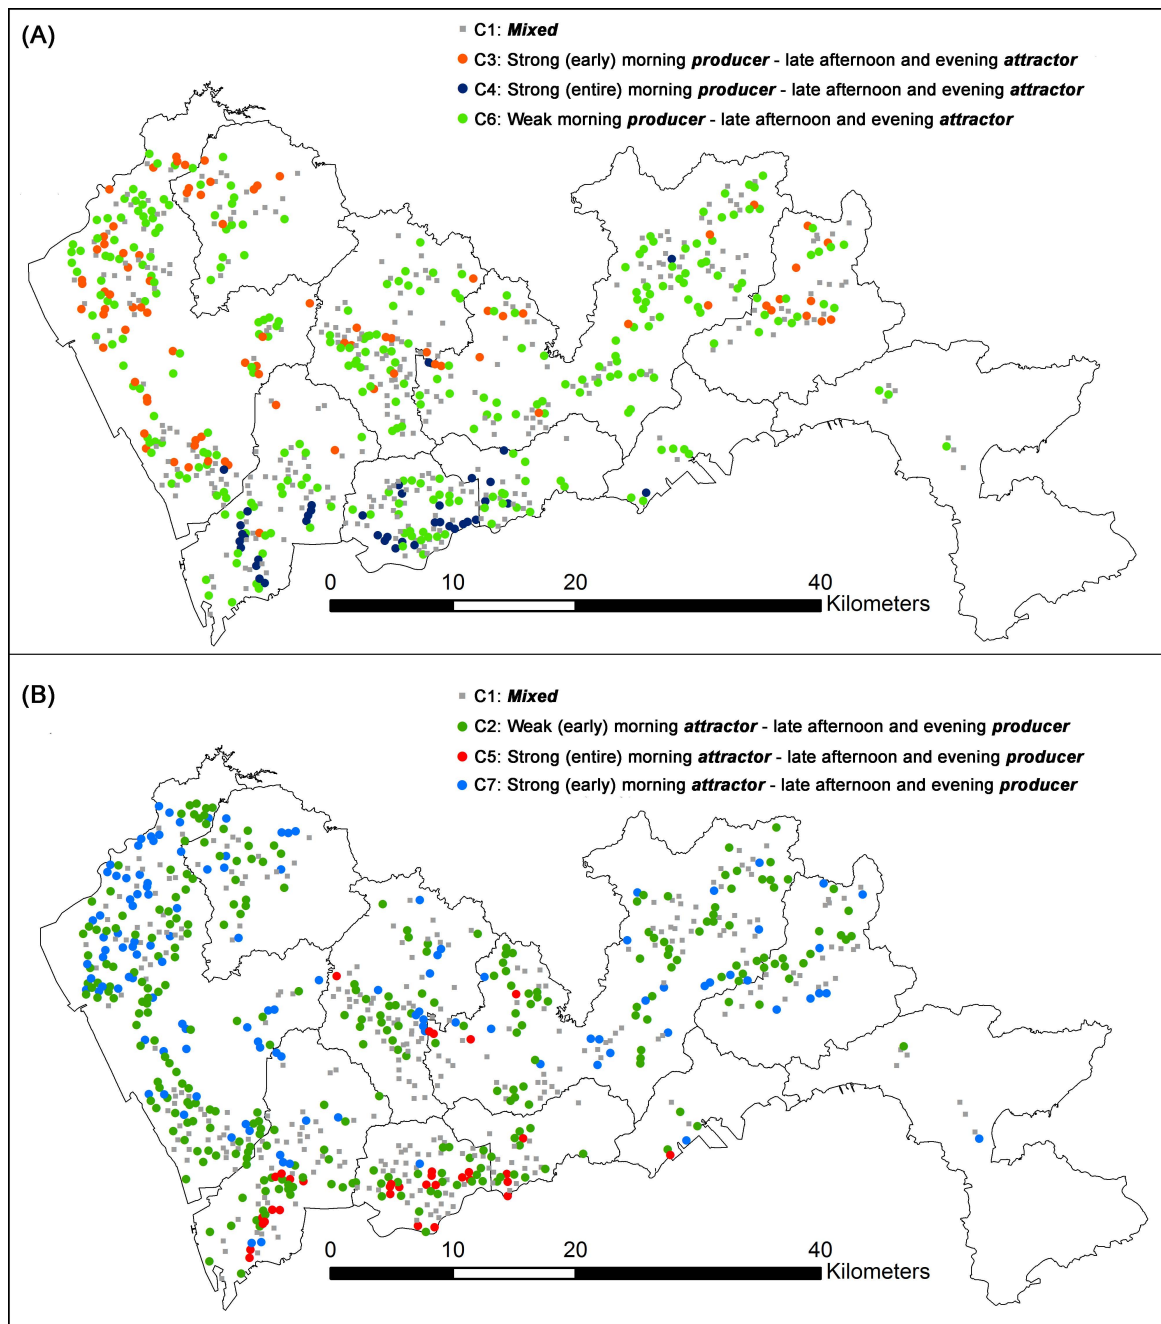 (A)
C1: Mixed
C3: Strong (early) morning producer - late afternoon and evening attractor
C4: Strong (entire) morning producer - late afternoon and evening attractor
C6: Weak morning producer - late afternoon and evening attractor
0 10 20 40
Kilometers
(B)
C1: Mixed
C2: Weak (early) morning attractor - late afternoon and evening producer
C5: Strong (entire) morning attractor - late afternoon and evening producer
C7: Strong (early) morning attractor - late afternoon and evening producer
0 10 20 40
Kilometers